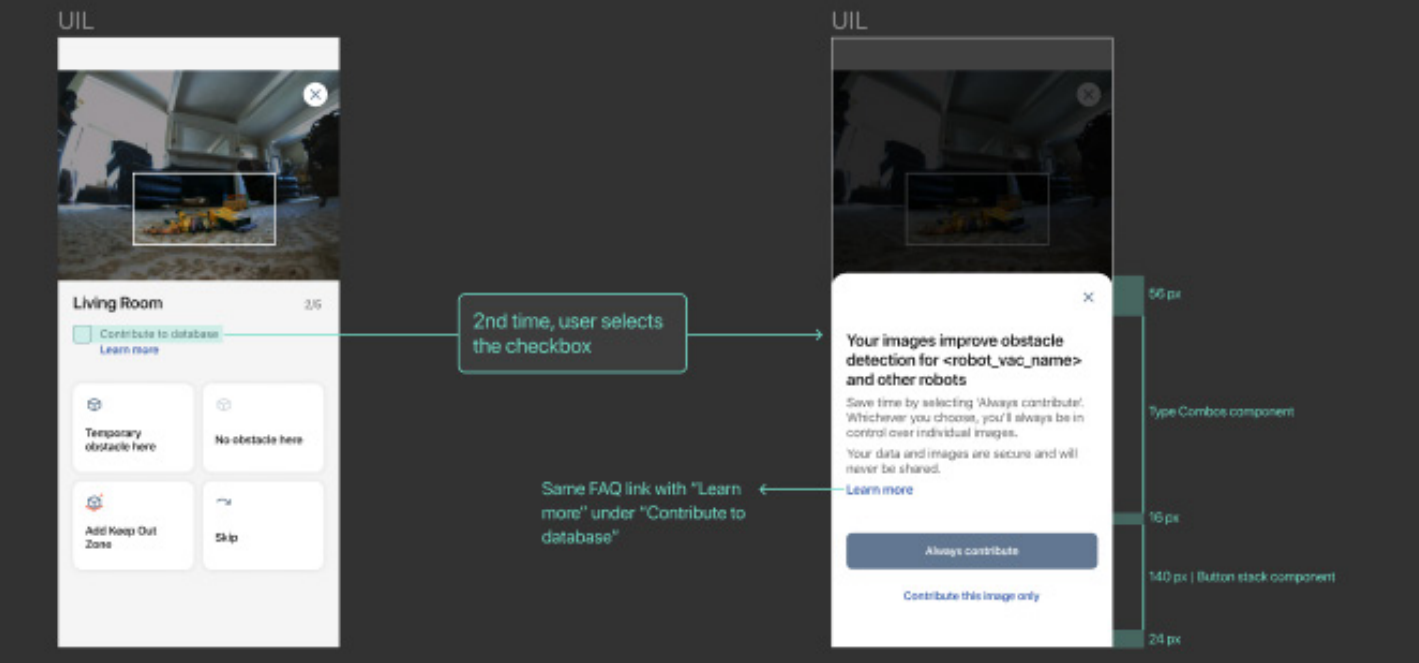 UIL
Living Room
2/5
Contribute to database
Learn more
Temporary
obstacle here
No obstacle here
Add Keep Out
Zone
Skip
2nd time, user selects
the checkbox
Same FAQ link with "Learn
more" under "Contribute to
database"
UIL
Your images improve obstacle
detection for <robot_vac_name>
and other robots
Save time by selecting 'Always contribute'.
Whichever you choose, you'll always be in
control over individual images.
Your data and images are secure and will
never be shared.
Learn more
Always contribute
Contribute this image only
56 px
Type Combos component
16 px
140 px | Button stack component
24 px